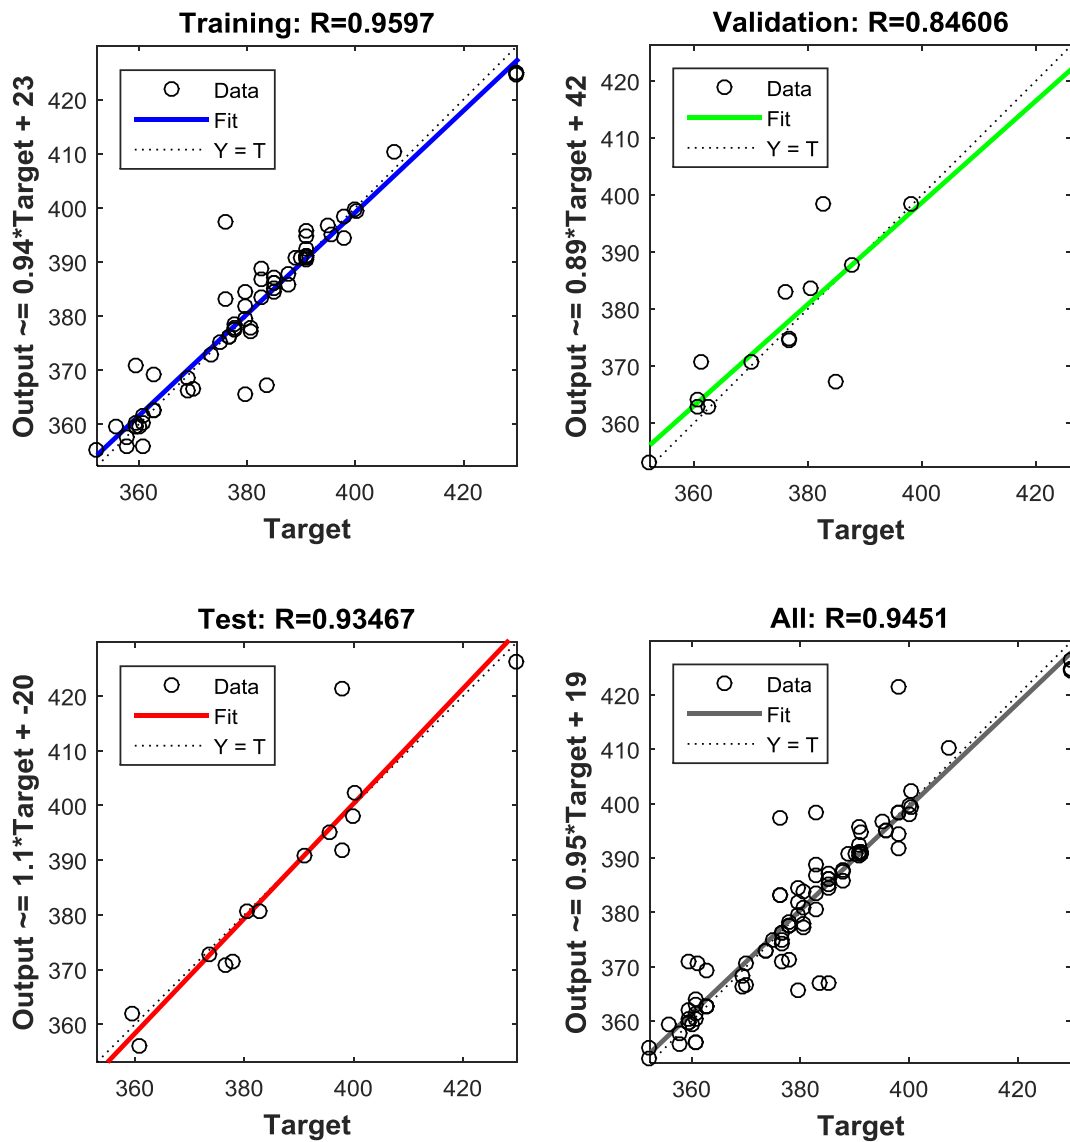 Training: R=0.9597
Output ~= 0.94*Target + 23
Data
Fit
Y = T
420
410
400
390
380
370
360
360 380 400 420
Target
Validation: R=0.84606
Output ~= 0.89*Target + 42
Data
Fit
Y = T
420
410
400
390
380
370
360
360 380 400 420
Target
Test: R=0.93467
Output ~= 1.1*Target + -20
Data
Fit
Y = T
420
410
400
390
380
370
360
360 380 400 420
Target
All: R=0.9451
Output ~= 0.95*Target + 19
Data
Fit
Y = T
420
410
400
390
380
370
360
360 380 400 420
Target